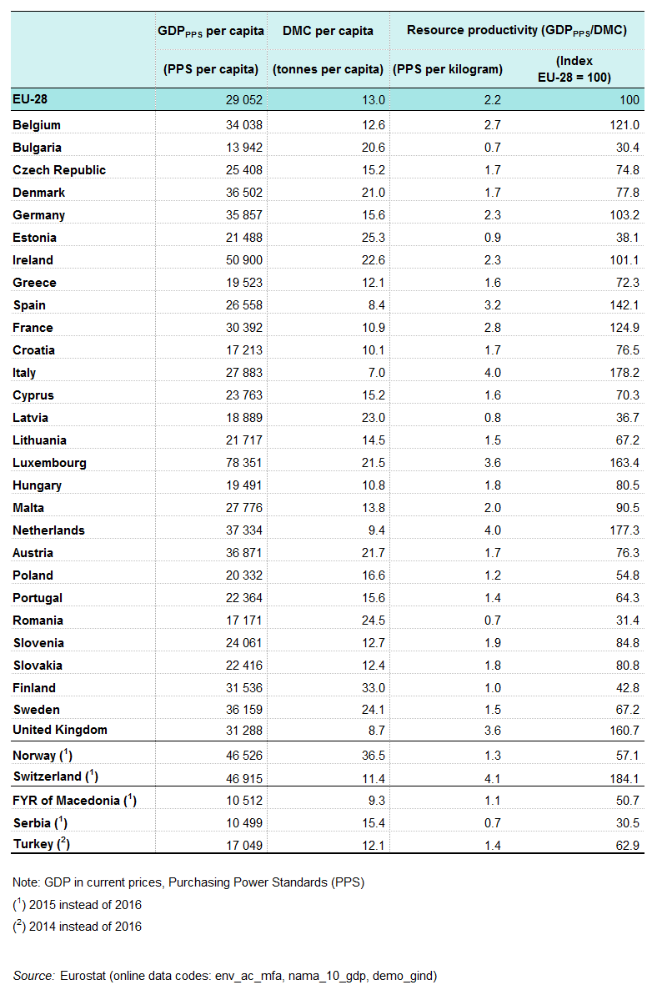 GDPPPS per capita DMC per capita Resource productivity (GDPPPS/DMC)
(PPS per capita) (tonnes per capita) (PPS per kilogram) (Index EU-28 = 100)
EU-28 29 052 13.0 2.2 100
Belgium 34 038 12.6 2.7 121.0
Bulgaria 13 942 20.6 0.7 30.4
Czech Republic 25 408 15.2 1.7 74.8
Denmark 36 502 21.0 1.7 77.8
Germany 35 857 15.6 2.3 103.2
Estonia 21 488 25.3 0.9 38.1
Ireland 50 900 22.6 2.3 101.1
Greece 19 523 12.1 1.6 72.3
Spain 26 558 8.4 3.2 142.1
France 30 392 10.9 2.8 124.9
Croatia 17 213 10.1 1.7 76.5
Italy 27 883 7.0 4.0 178.2
Cyprus 23 763 15.2 1.6 70.3
Latvia 18 889 23.0 0.8 36.7
Lithuania 21 717 14.5 1.5 67.2
Luxembourg 78 351 21.5 3.6 163.4
Hungary 19 491 10.8 1.8 80.5
Malta 27 776 13.8 2.0 90.5
Netherlands 37 334 9.4 4.0 177.3
Austria 36 871 21.7 1.7 76.3
Poland 20 332 16.6 1.2 54.8
Portugal 22 364 15.6 1.4 64.3
Romania 17 171 24.5 0.7 31.4
Slovenia 24 061 12.7 1.9 84.8
Slovakia 22 416 12.4 1.8 80.8
Finland 31 536 33.0 1.0 42.8
Sweden 36 159 24.1 1.5 67.2
United Kingdom 31 288 8.7 3.6 160.7
Norway (1) 46 526 36.5 1.3 57.1
Switzerland (1) 46 915 11.4 4.1 184.1
FYR of Macedonia (1) 10 512 9.3 1.1 50.7
Serbia (1) 10 499 15.4 0.7 30.5
Turkey (2) 17 049 12.1 1.4 62.9
Note: GDP in current prices, Purchasing Power Standards (PPS)
(1) 2015 instead of 2016
(2) 2014 instead of 2016
Source: Eurostat (online data codes: env_ac_mfa, nama_10_gdp, demo_gind)